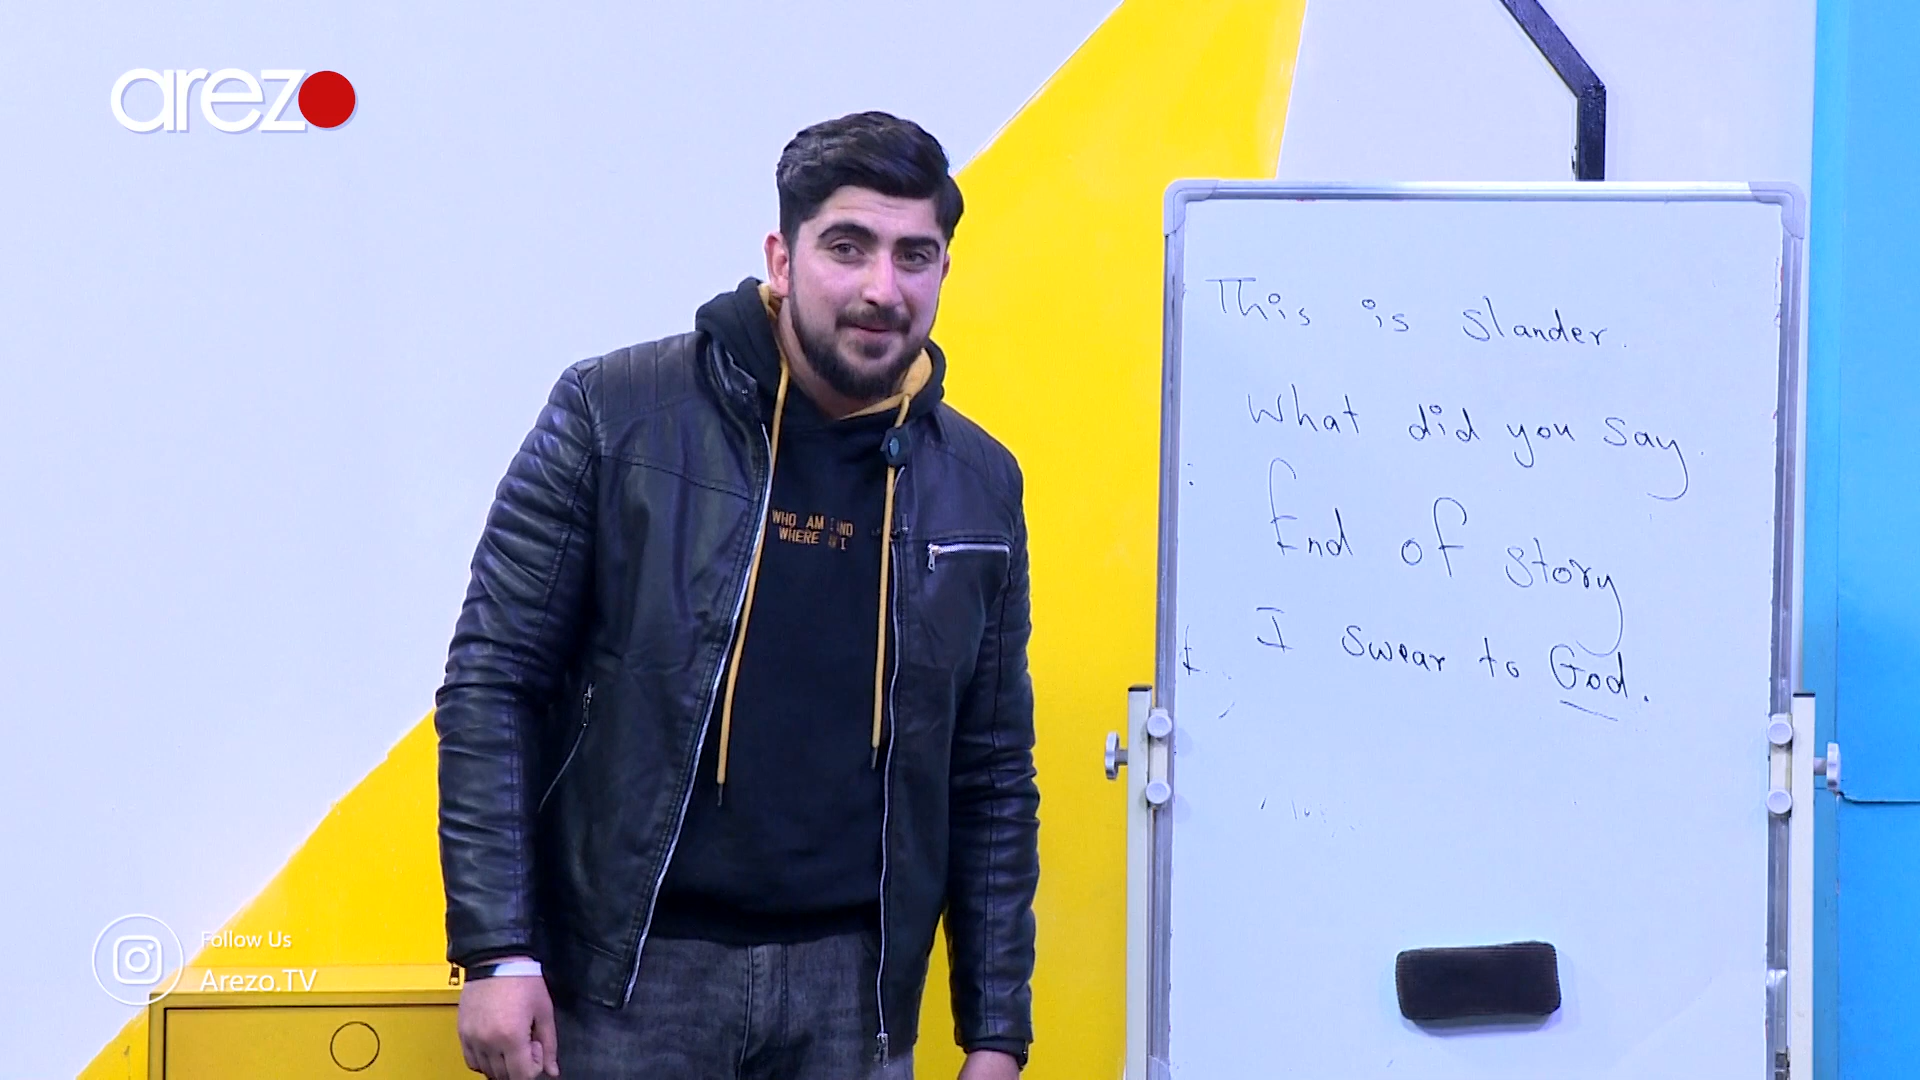 arezo
This is slander.
What did you say.
End of story
I swear to God.
WHO AM I AND
WHERE AM I
Follow Us
Arezo.TV